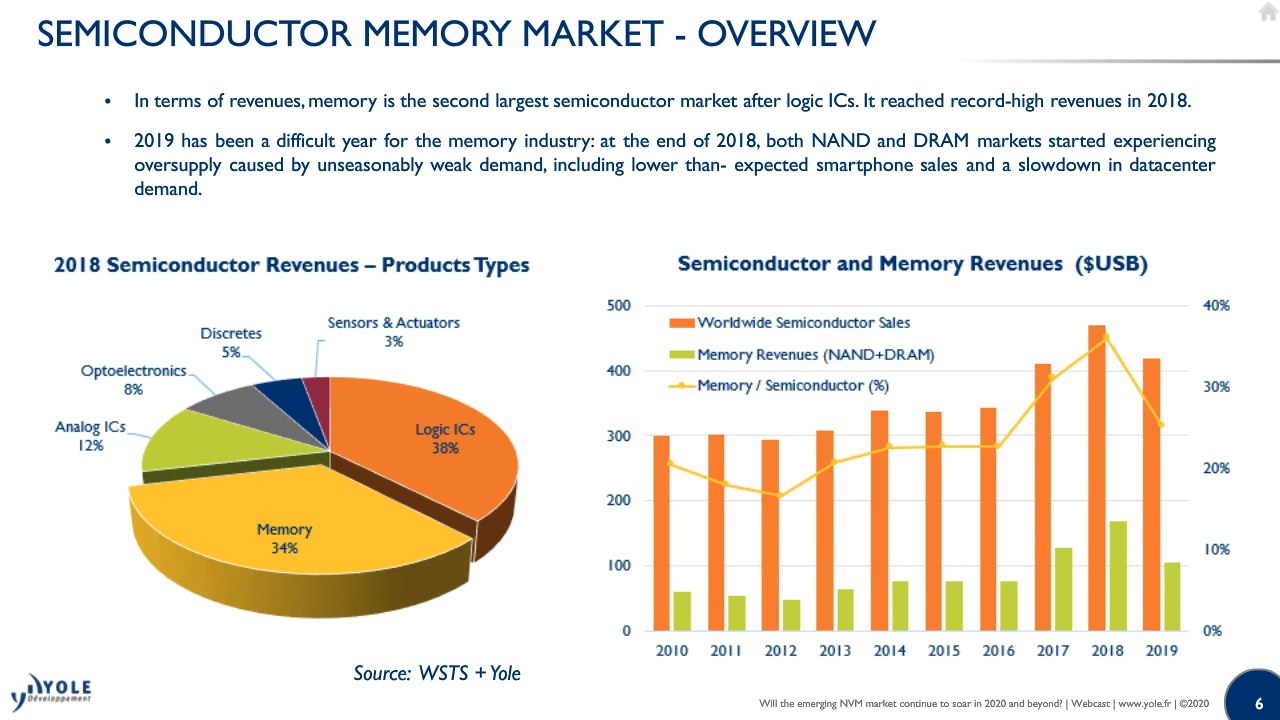 SEMICONDUCTOR MEMORY MARKET - OVERVIEW
• In terms of revenues, memory is the second largest semiconductor market after logic ICs. It reached record-high revenues in 2018.
• 2019 has been a difficult year for the memory industry: at the end of 2018, both NAND and DRAM markets started experiencing
oversupply caused by unseasonably weak demand, including lower than- expected smartphone sales and a slowdown in datacenter
demand.
2018 Semiconductor Revenues – Products Types
Sensors & Actuators
3%
Discretes
5%
Optoelectronics
8%
Analog ICs
12%
Logic ICs
38%
Memory
34%
Source: WSTS + Yole
Semiconductor and Memory Revenues ($USB)
Worldwide Semiconductor Sales
Memory Revenues (NAND+DRAM)
Memory / Semiconductor (%)
500
400
300
200
100
0
40%
30%
20%
10%
0%
2010 2011 2012 2013 2014 2015 2016 2017 2018 2019
YOLE
Développement
Will the emerging NVM market continue to soar in 2020 and beyond? | Webcast | www.yole.fr | ©2020
6